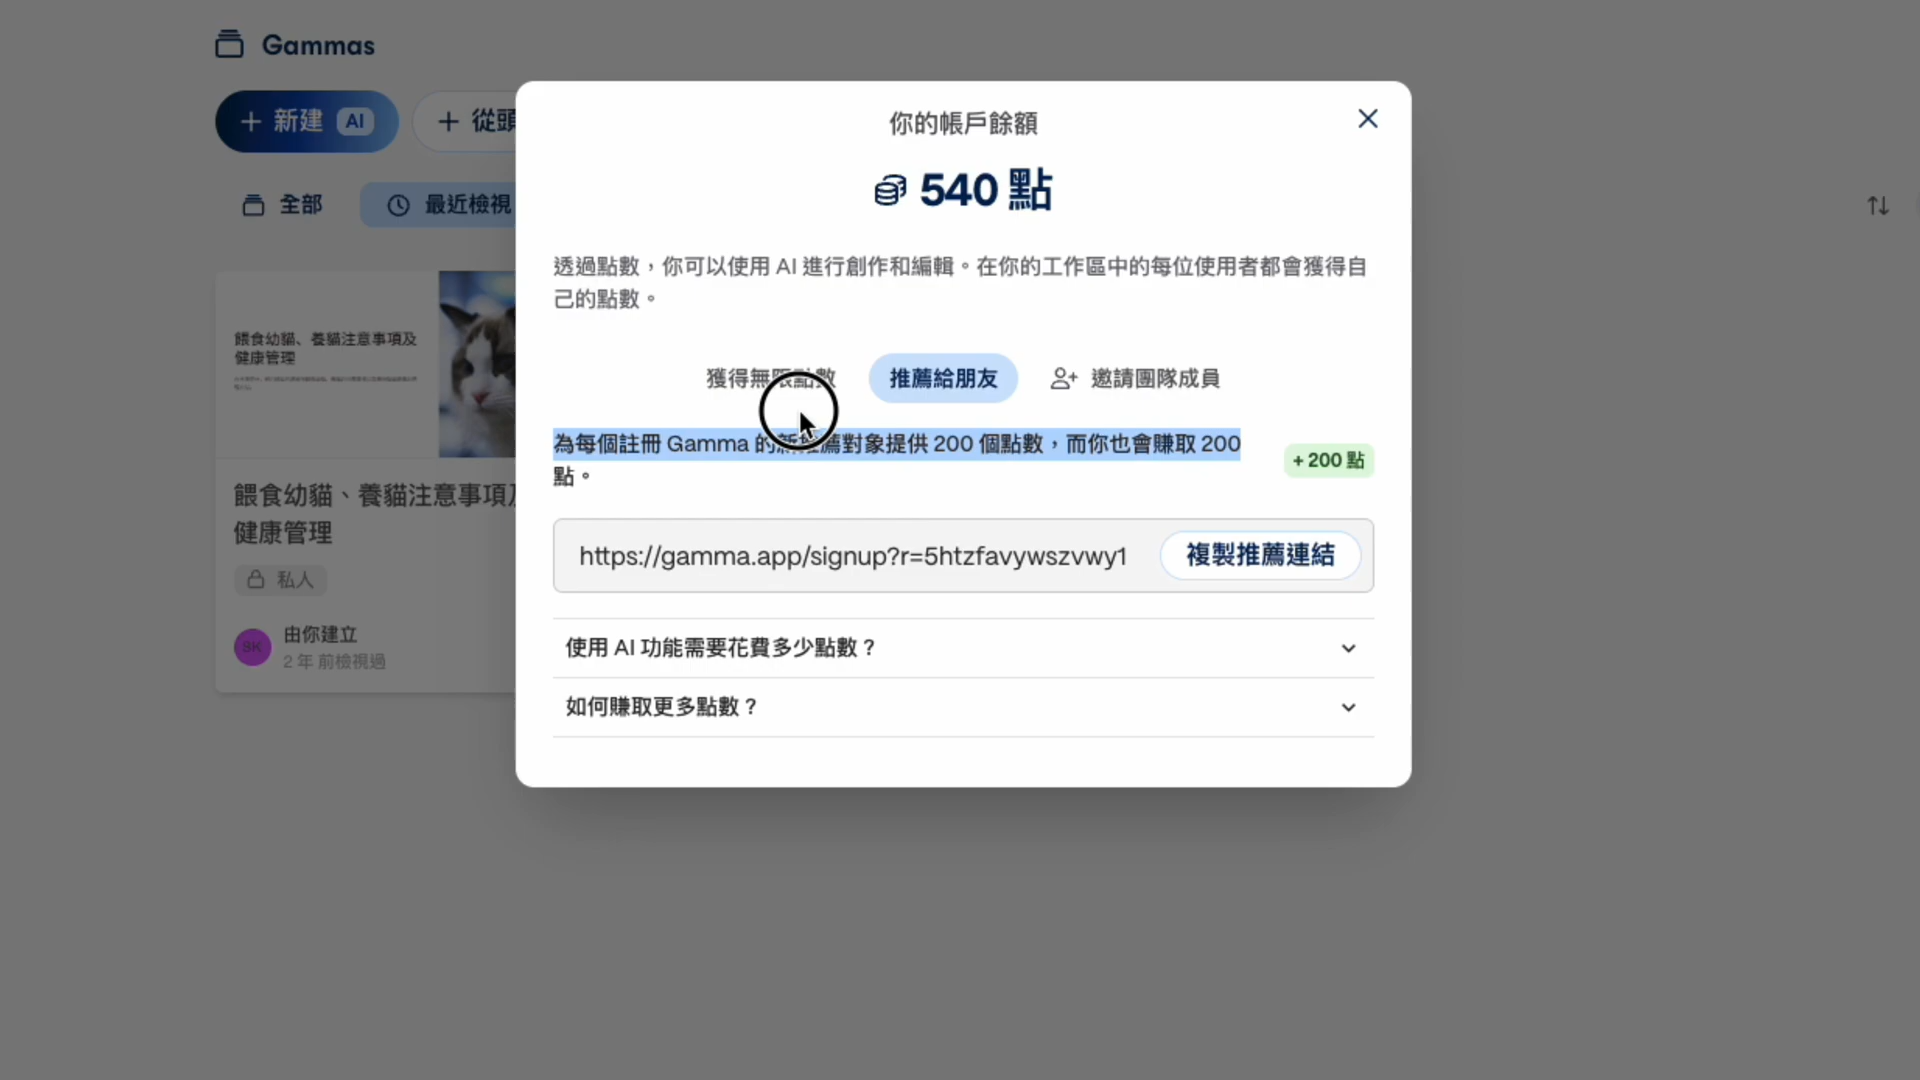 Gammas
新建 AI
從頭
全部
最近檢視
餵食幼貓、養貓注意事項及
健康管理
餵食幼貓、養貓注意事項及
健康管理
私人
SK
由你建立
2 年 前檢視過
你的帳戶餘額
540 點
透過點數，你可以使用 AI 進行創作和編輯。在你的工作區中的每位使用者都會獲得自
己的點數。
獲得無限點數
推薦給朋友
邀請團隊成員
為每個註冊 Gamma 的新推薦對象提供 200 個點數，而你也會賺取 200
點。
+ 200 點
https://gamma.app/signup?r=5htzfavywszvwy1
複製推薦連結
使用 AI 功能需要花費多少點數？
如何賺取更多點數？